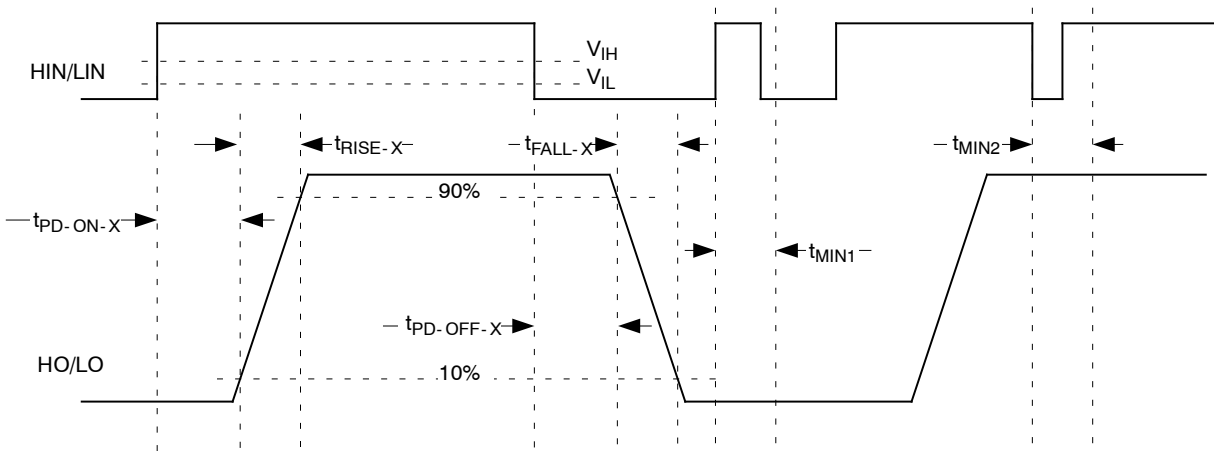 HIN/LIN
VIH
VIL
tRISE-X
tFALL-X
tMIN2
90%
tPD-ON-X
tMIN1
tPD-OFF-X
HO/LO
10%